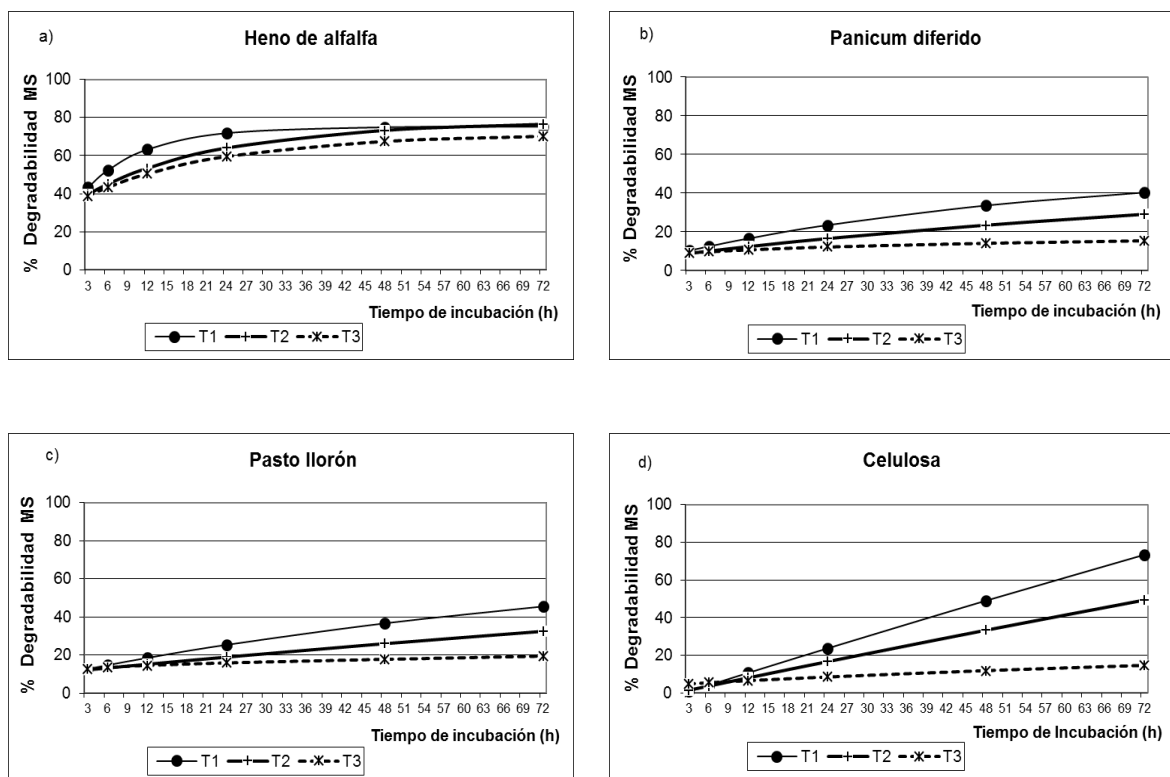 a)
Heno de alfalfa
% Degradabilidad MS
100
80
60
40
20
0
3 6 9 12 15 18 21 24 27 30 33 36 39 42 45 48 51 54 57 60 63 66 69 72
Tiempo de incubación (h)
T1 T2 T3
b)
Panicum diferido
% Degradabilidad MS
100
80
60
40
20
0
3 6 9 12 15 18 21 24 27 30 33 36 39 42 45 48 51 54 57 60 63 66 69 72
Tiempo de incubación (h)
T1 T2 T3
c)
Pasto llorón
% Degradabilidad MS
100
80
60
40
20
0
3 6 9 12 15 18 21 24 27 30 33 36 39 42 45 48 51 54 57 60 63 66 69 72
Tiempo de incubación (h)
T1 T2 T3
d)
Celulosa
% Degradabilidad MS
100
80
60
40
20
0
3 6 9 12 15 18 21 24 27 30 33 36 39 42 45 48 51 54 57 60 63 66 69 72
Tiempo de Incubación (h)
T1 T2 T3